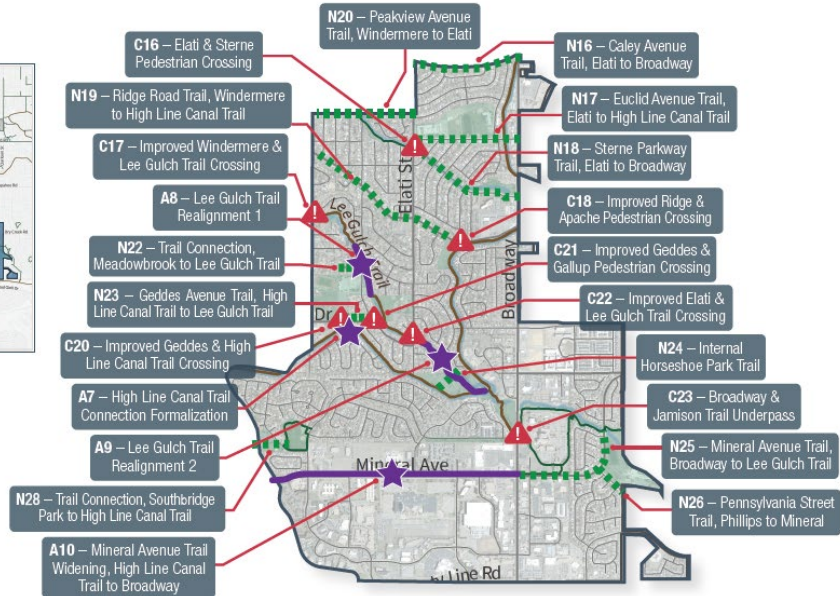 N20 – Peakview Avenue
Trail, Windermere to Elati
C16 – Elati & Sterne
Pedestrian Crossing
N16 – Caley Avenue
Trail, Elati to Broadway
N19 – Ridge Road Trail, Windermere
to High Line Canal Trail
N17 – Euclid Avenue Trail,
Elati to High Line Canal Trail
C17 – Improved Windermere &
Lee Gulch Trail Crossing
N18 – Sterne Parkway
Trail, Elati to Broadway
A8 – Lee Gulch Trail
Realignment 1
C18 – Improved Ridge &
Apache Pedestrian Crossing
N22 – Trail Connection,
Meadowbrook to Lee Gulch Trail
C21 – Improved Geddes &
Gallup Pedestrian Crossing
N23 – Geddes Avenue Trail, High
Line Canal Trail to Lee Gulch Trail
C22 – Improved Elati &
Lee Gulch Trail Crossing
C20 – Improved Geddes & High
Line Canal Trail Crossing
N24 – Internal
Horseshoe Park Trail
A7 – High Line Canal Trail
Connection Formalization
C23 – Broadway &
Jamison Trail Underpass
A9 – Lee Gulch Trail
Realignment 2
N25 – Mineral Avenue Trail,
Broadway to Lee Gulch Trail
N28 – Trail Connection, Southbridge
Park to High Line Canal Trail
N26 – Pennsylvania Street
Trail, Phillips to Mineral
A10 – Mineral Avenue Trail
Widening, High Line Canal
Trail to Broadway
Elati St
Lee Gulch Trail
Broadway
Dr
Mineral Ave
Line Rd